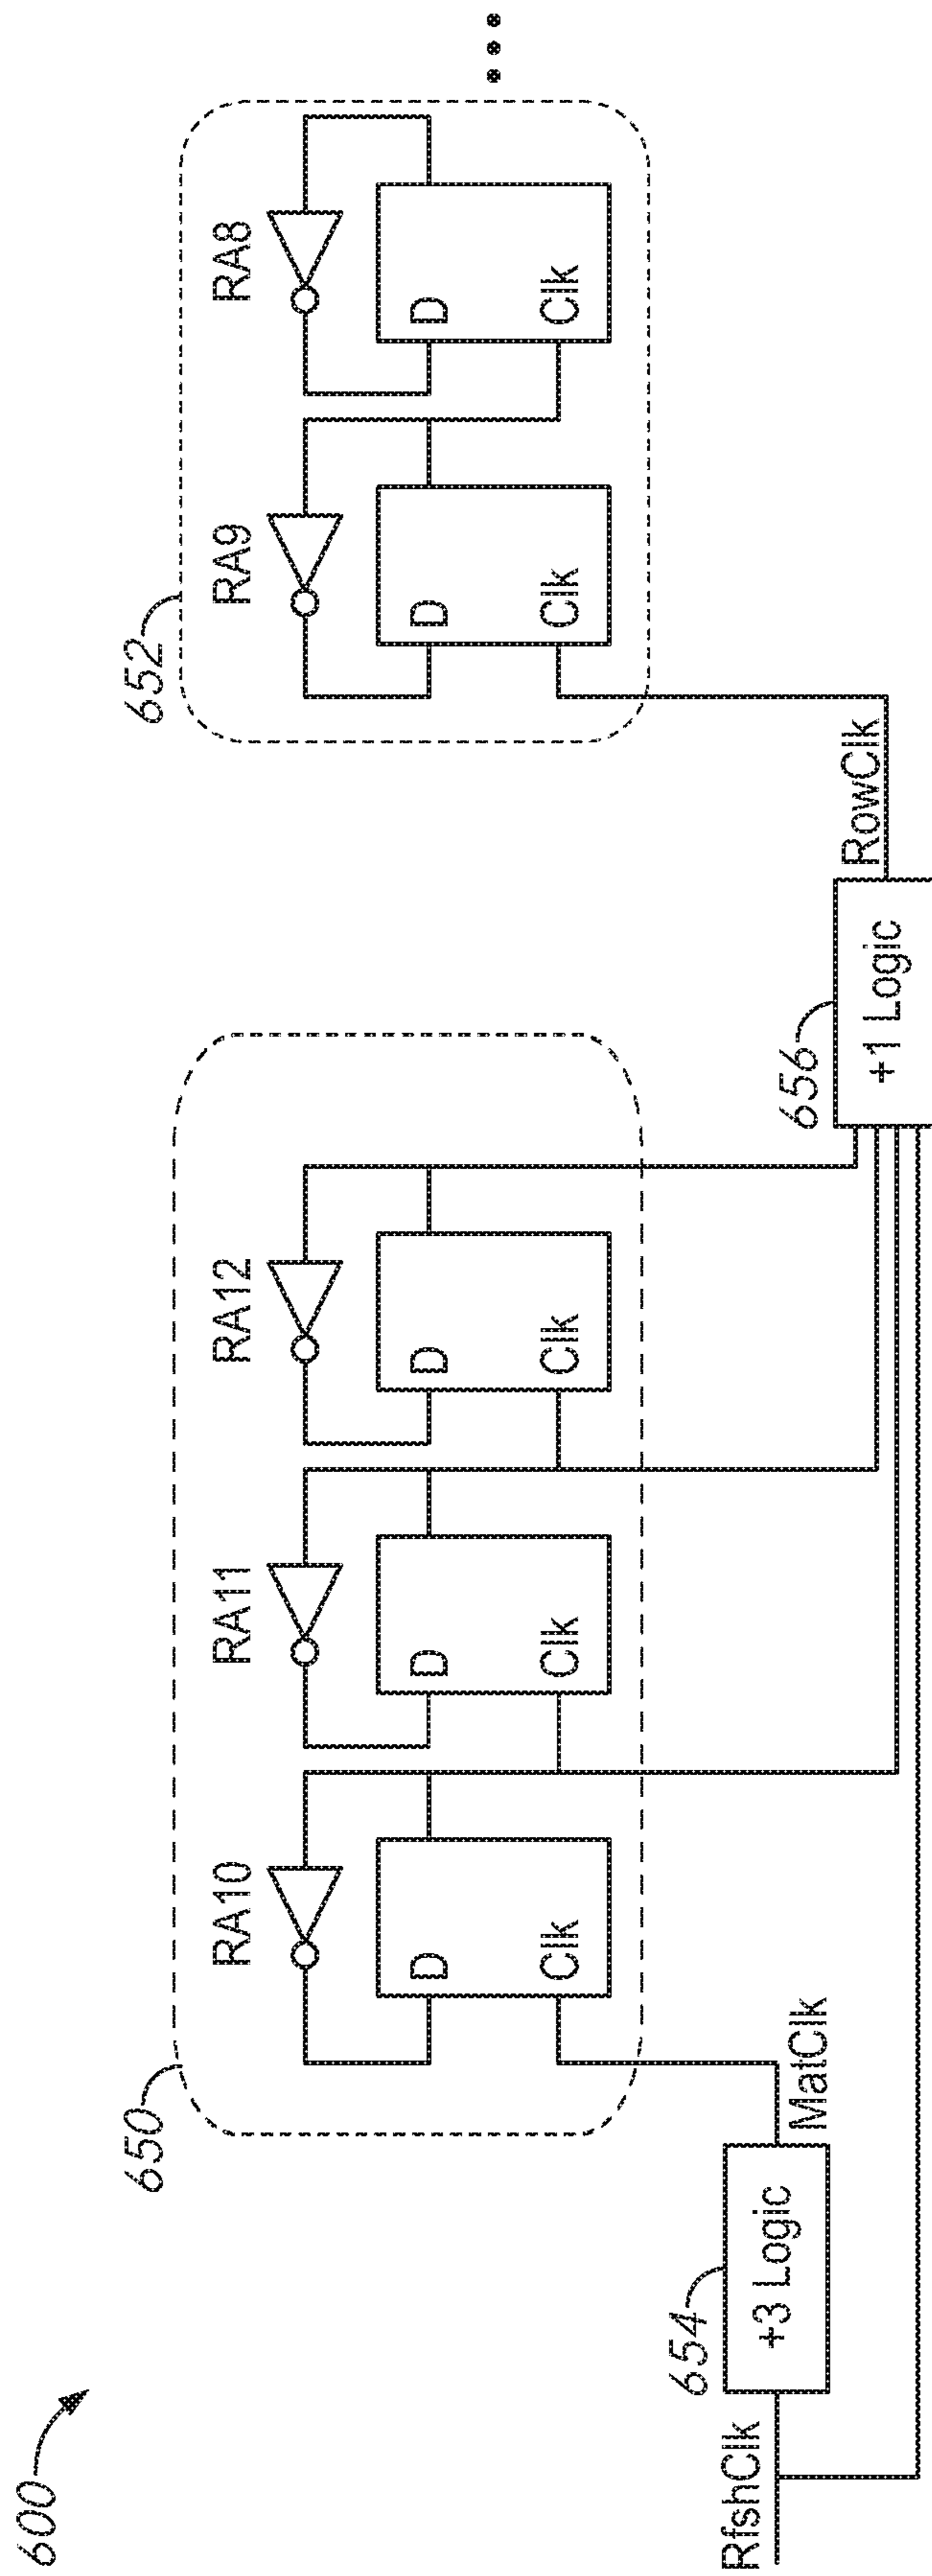 600
650
652
RA10
RA11
RA12
RA9
RA8
D
D
D
D
D
Clk
Clk
Clk
Clk
Clk
654
656
RfshClk
+3 Logic
MatClk
+1 Logic
RowClk